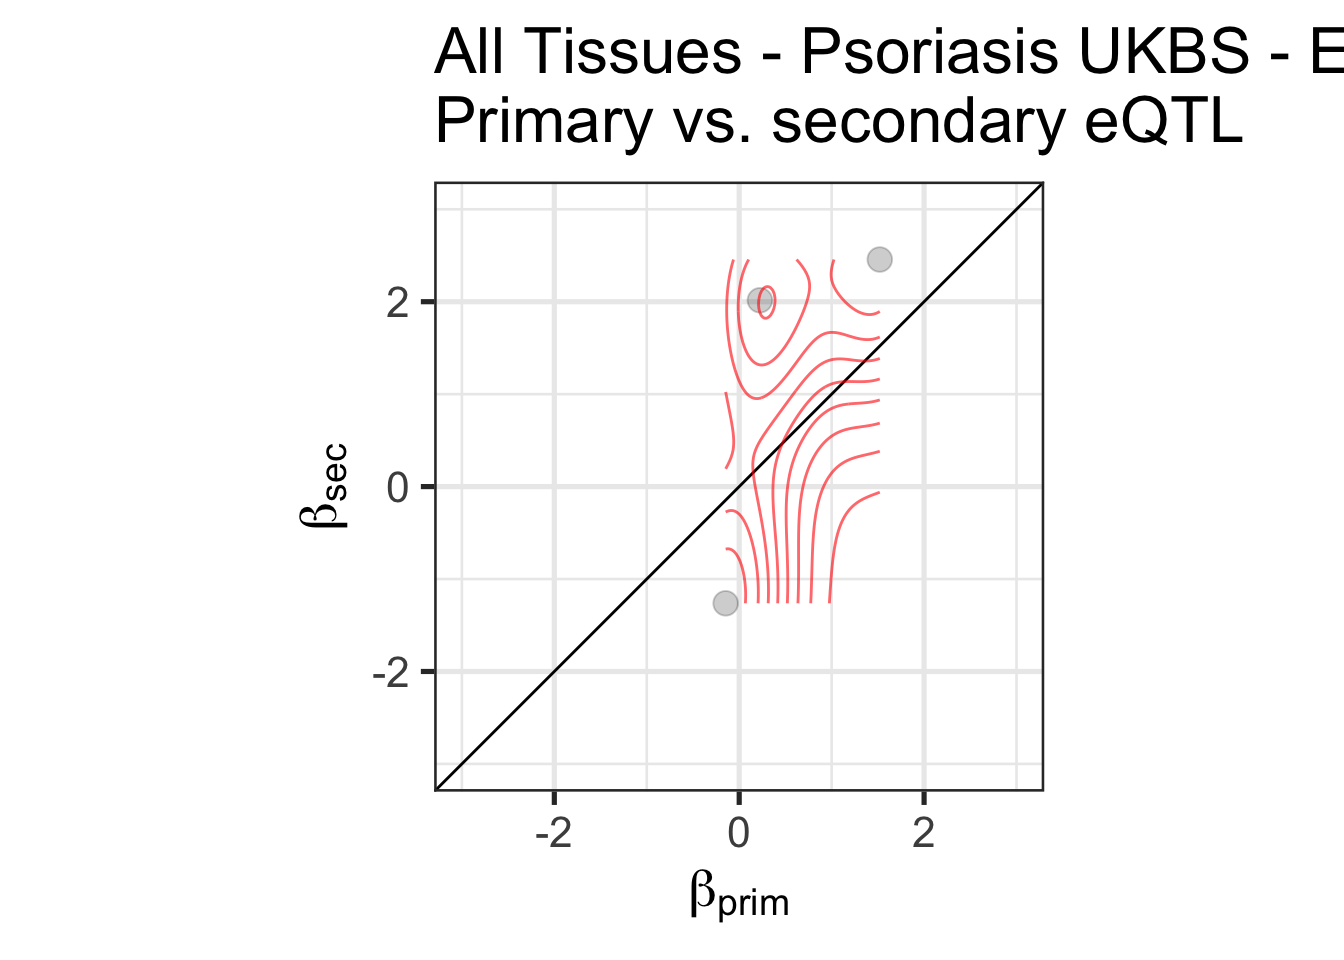 All Tissues - Psoriasis UKBS - E
Primary vs. secondary eQTL
βsec
2
0
-2
-2 0 2
βprim